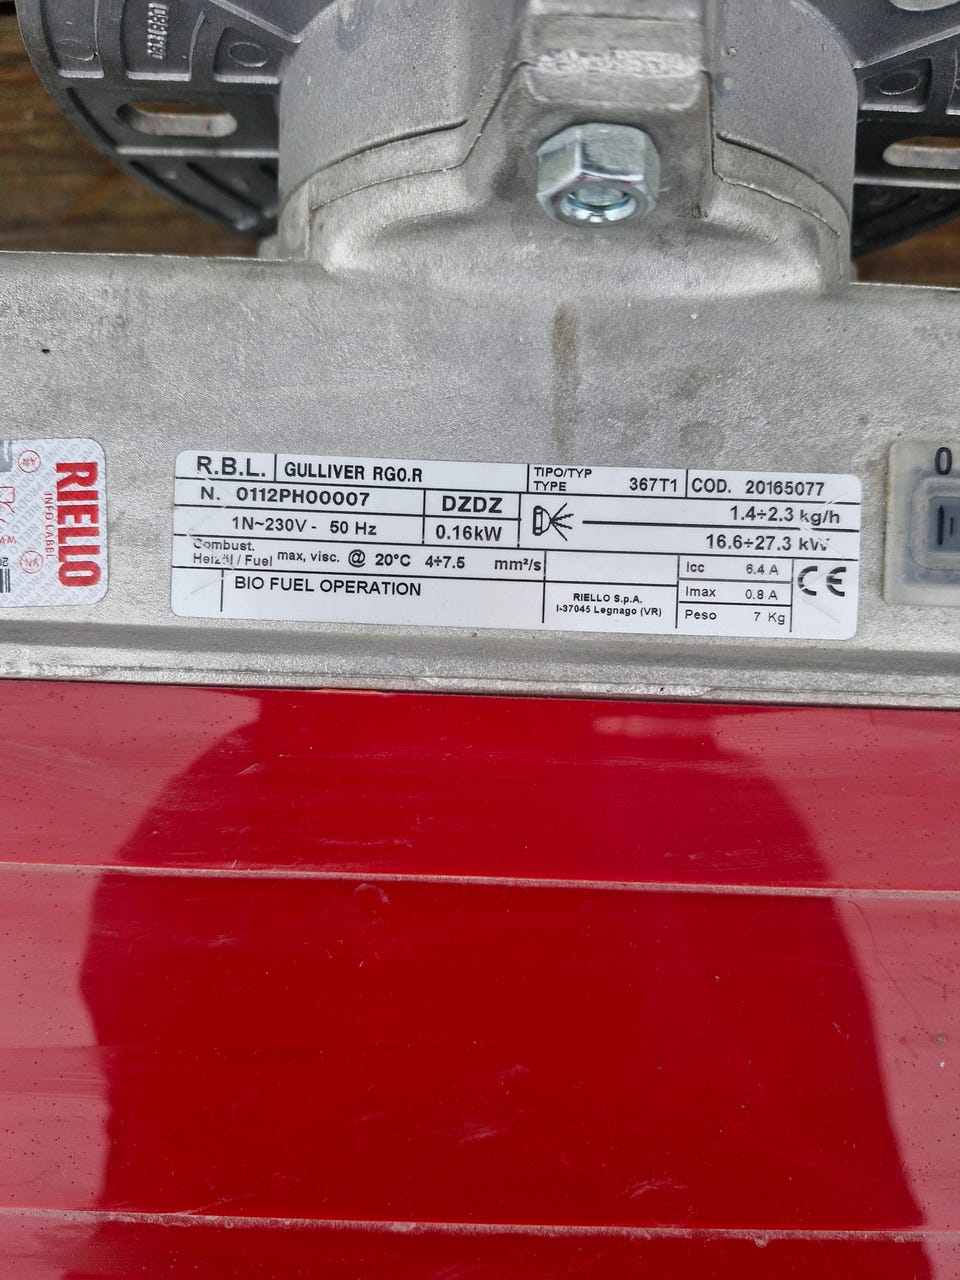 R.B.L. GULLIVER RG0.R TIPO/TYP TYPE 367T1 COD. 20165077
N. 0112PH00007 DZDZ 1.4÷2.3 kg/h
1N~230V - 50 Hz 0.16kW 16.6÷27.3 kW
Combust.
Heizöl / Fuel max, visc. @ 20°C 4÷7.5 mm²/s
BIO FUEL OPERATION
RIELLO S.p.A.
I-37045 Legnago (VR)
Icc 6.4 A
Imax 0.8 A
Peso 7 Kg
CE
RIELLO
INFO LABEL
0
I